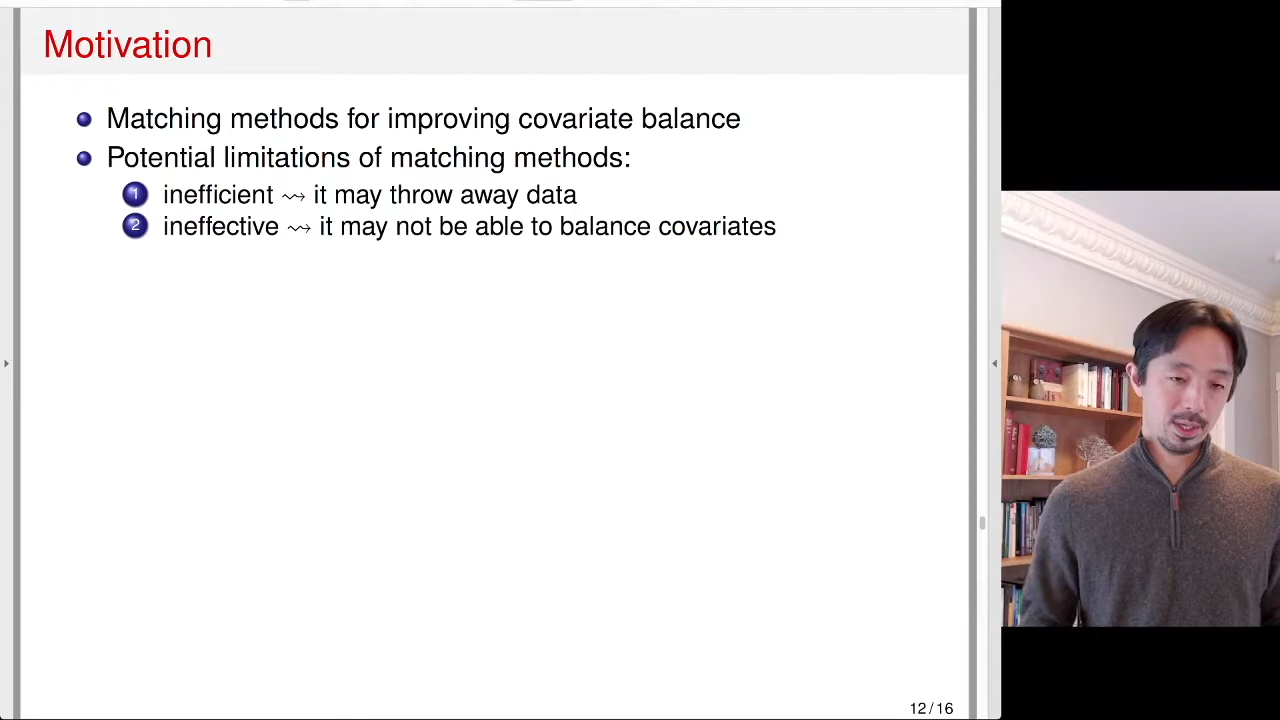 Motivation
Matching methods for improving covariate balance
Potential limitations of matching methods:
1 inefficient ⇝ it may throw away data
2 ineffective ⇝ it may not be able to balance covariates
12/16